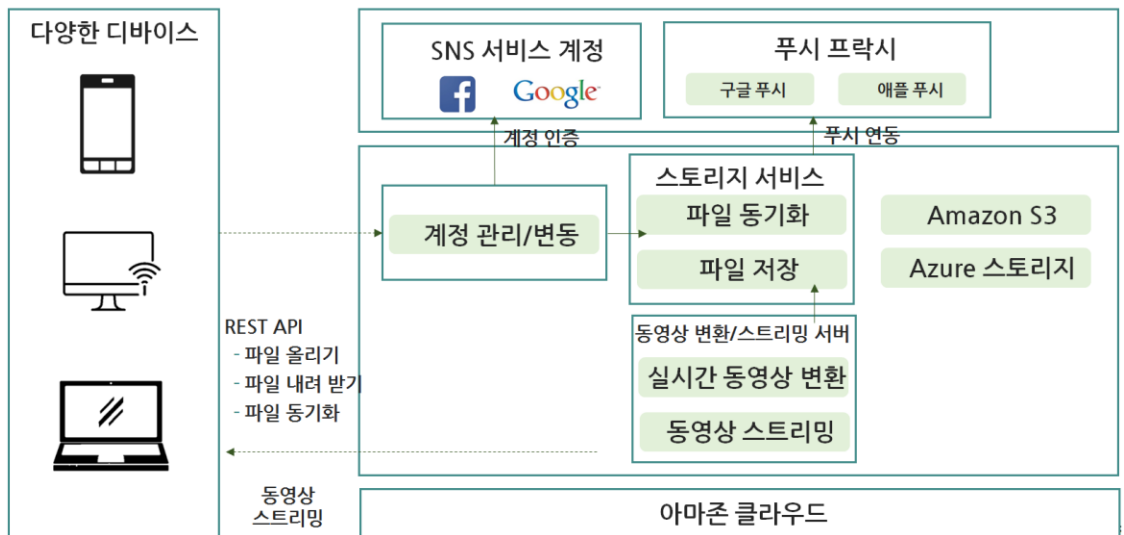 다양한 디바이스
SNS 서비스 계정
Google
푸시 프락시
구글 푸시
애플 푸시
계정 인증
푸시 연동
스토리지 서비스
파일 동기화
파일 저장
계정 관리/변동
Amazon S3
Azure 스토리지
REST API
- 파일 올리기
- 파일 내려 받기
- 파일 동기화
동영상 변환/스트리밍 서버
실시간 동영상 변환
동영상 스트리밍
동영상
스트리밍
아마존 클라우드